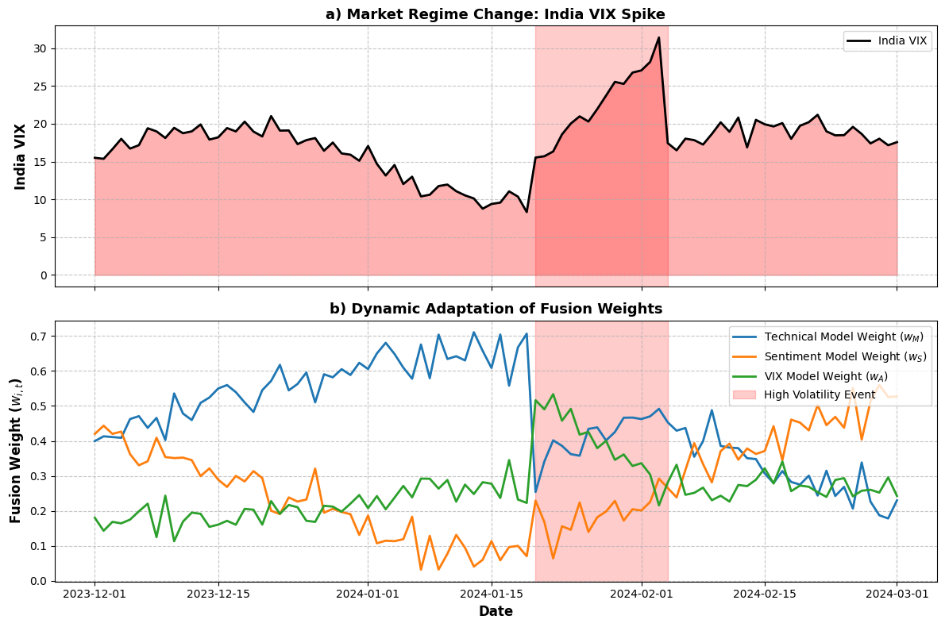 a) Market Regime Change: India VIX Spike
India VIX
30
25
20
15
10
5
0
India VIX
b) Dynamic Adaptation of Fusion Weights
Technical Model Weight (w_M)
Sentiment Model Weight (w_S)
VIX Model Weight (w_A)
High Volatility Event
0.7
0.6
0.5
0.4
0.3
0.2
0.1
0.0
Fusion Weight (w_{i,t})
2023-12-01 2023-12-15 2024-01-01 2024-01-15 2024-02-01 2024-02-15 2024-03-01
Date